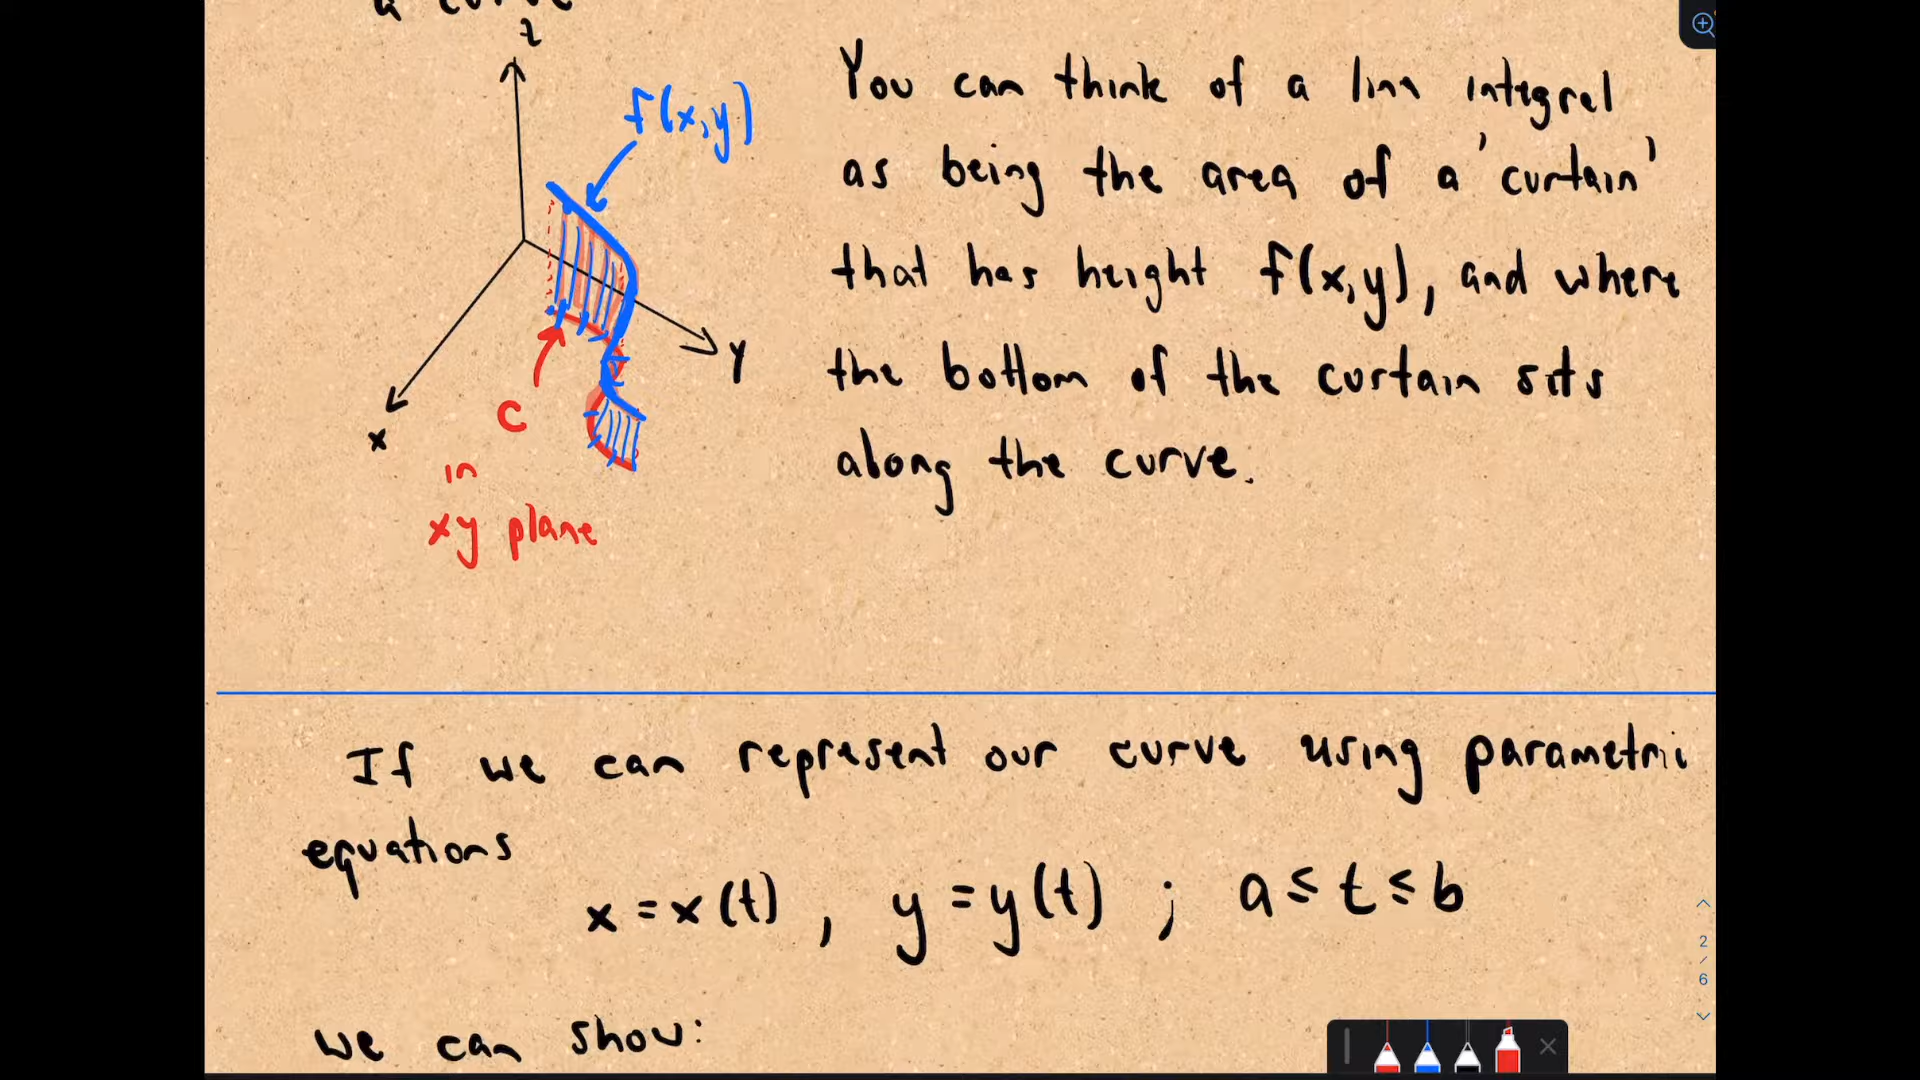 a curve
z
f(x,y)
y
x
C
in
xy plane
You can think of a line integral
as being the area of a 'curtain'
that has height f(x,y), and where
the bottom of the curtain sits
along the curve.
If we can represent our curve using parametric
equations
x = x(t) , y = y(t) ; a ≤ t ≤ b
we can show:
2
/
6